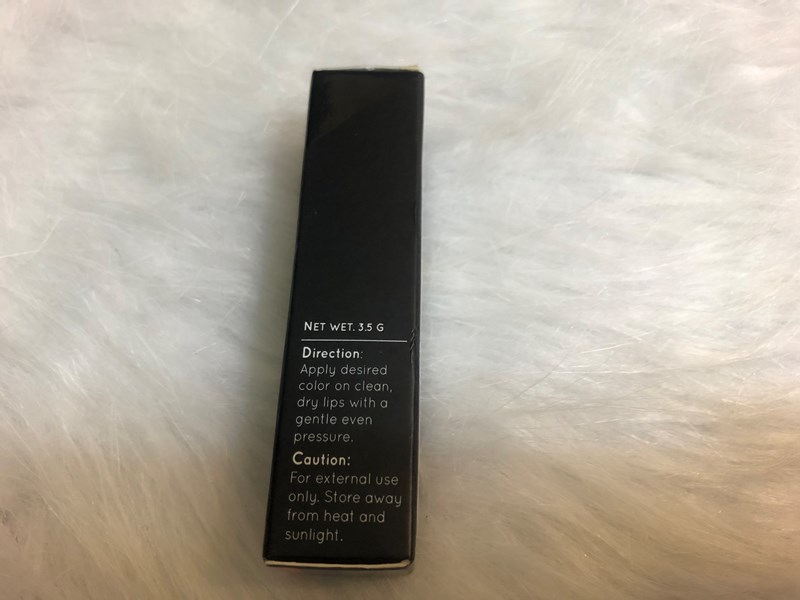 NET WET. 3.5 G
Direction:
Apply desired
color on clean,
dry lips with a
gentle even
pressure.
Caution:
For external use
only. Store away
from heat and
sunlight.